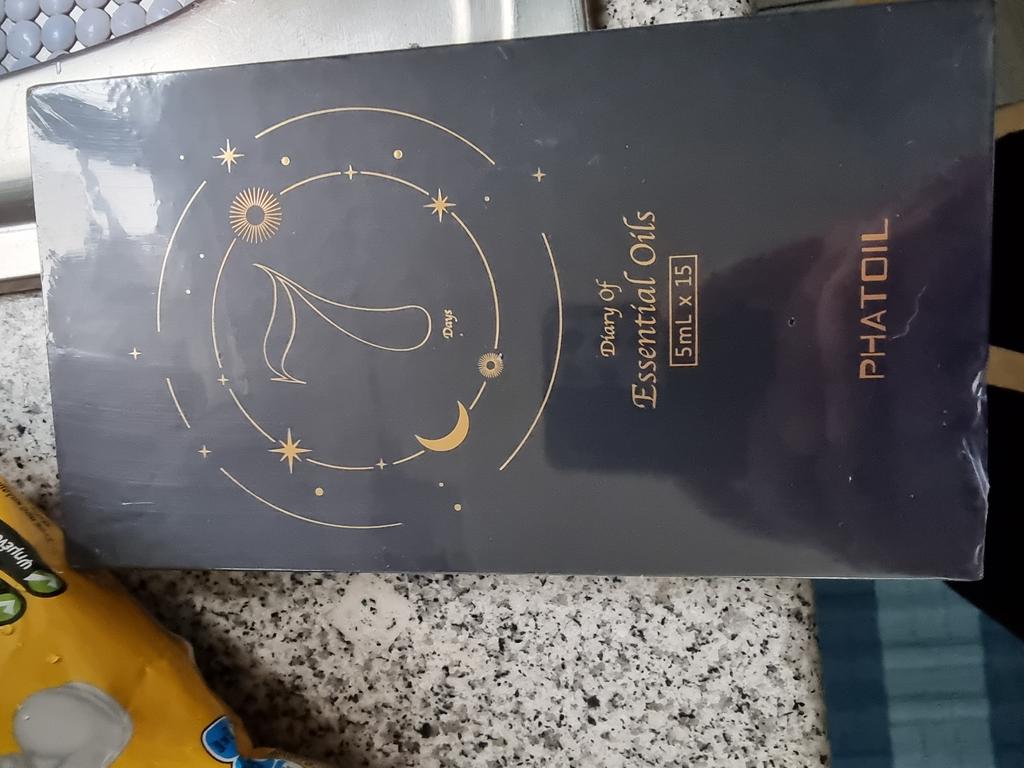 7
Days
Diary of
Essential Oils
5mL x 15
PHATOIL